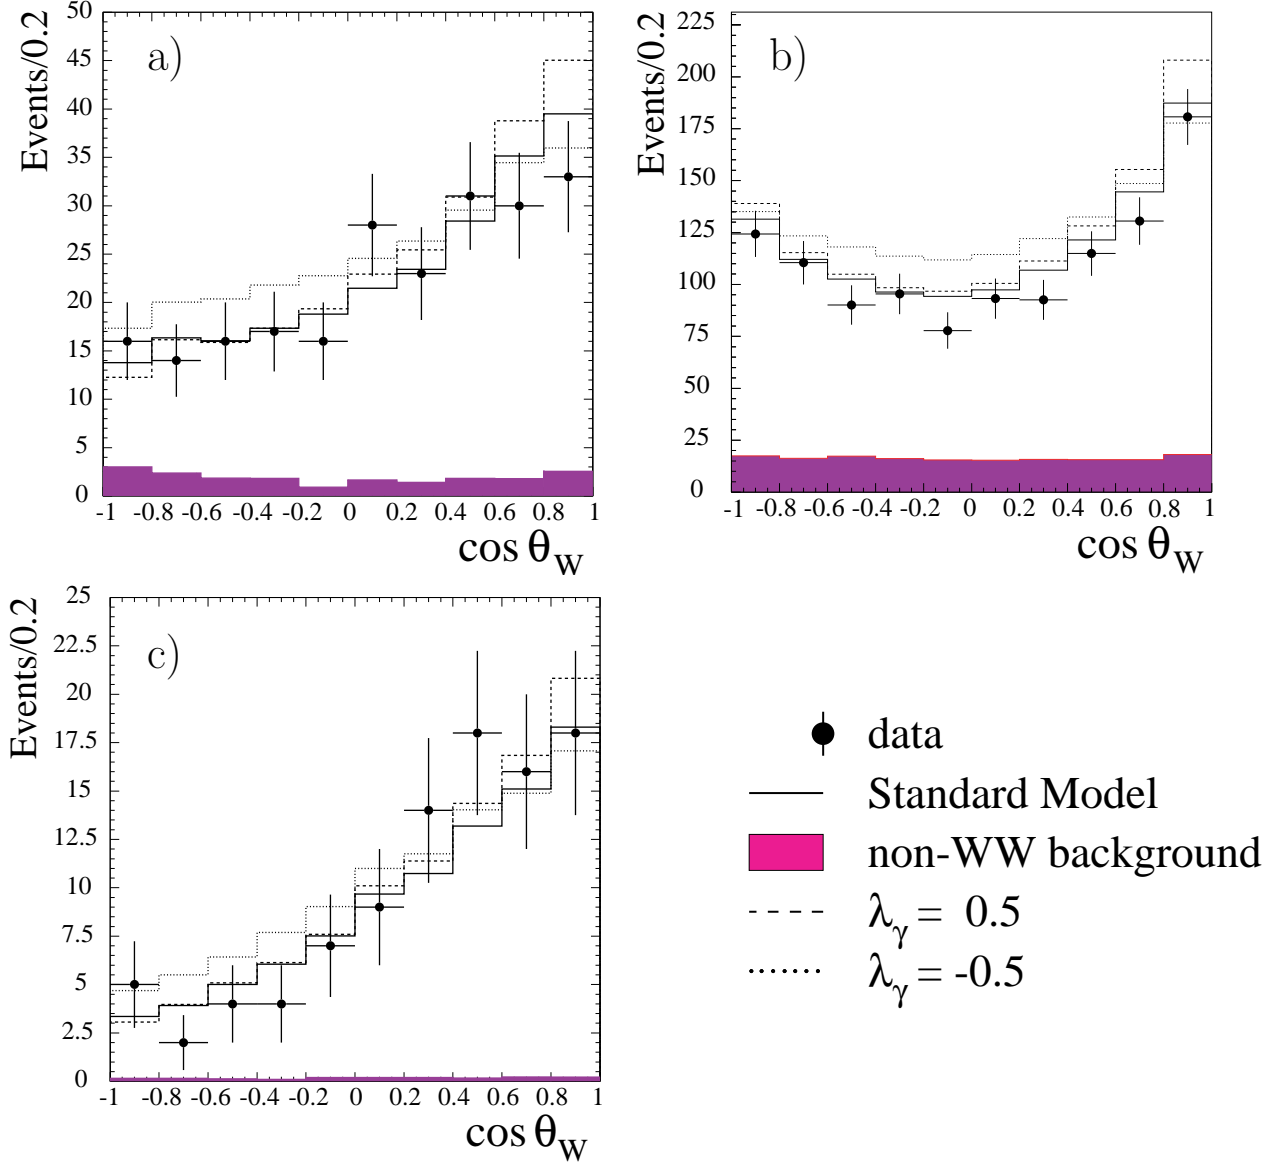 a)
Events/0.2
50
45
40
35
30
25
20
15
10
5
0
-1 -0.8 -0.6 -0.4 -0.2 0 0.2 0.4 0.6 0.8 1
cos θW
b)
Events/0.2
225
200
175
150
125
100
75
50
25
0
-1 -0.8 -0.6 -0.4 -0.2 0 0.2 0.4 0.6 0.8 1
cos θW
c)
Events/0.2
25
22.5
20
17.5
15
12.5
10
7.5
5
2.5
0
-1 -0.8 -0.6 -0.4 -0.2 0 0.2 0.4 0.6 0.8 1
cos θW
data
Standard Model
non-WW background
λγ = 0.5
λγ = -0.5